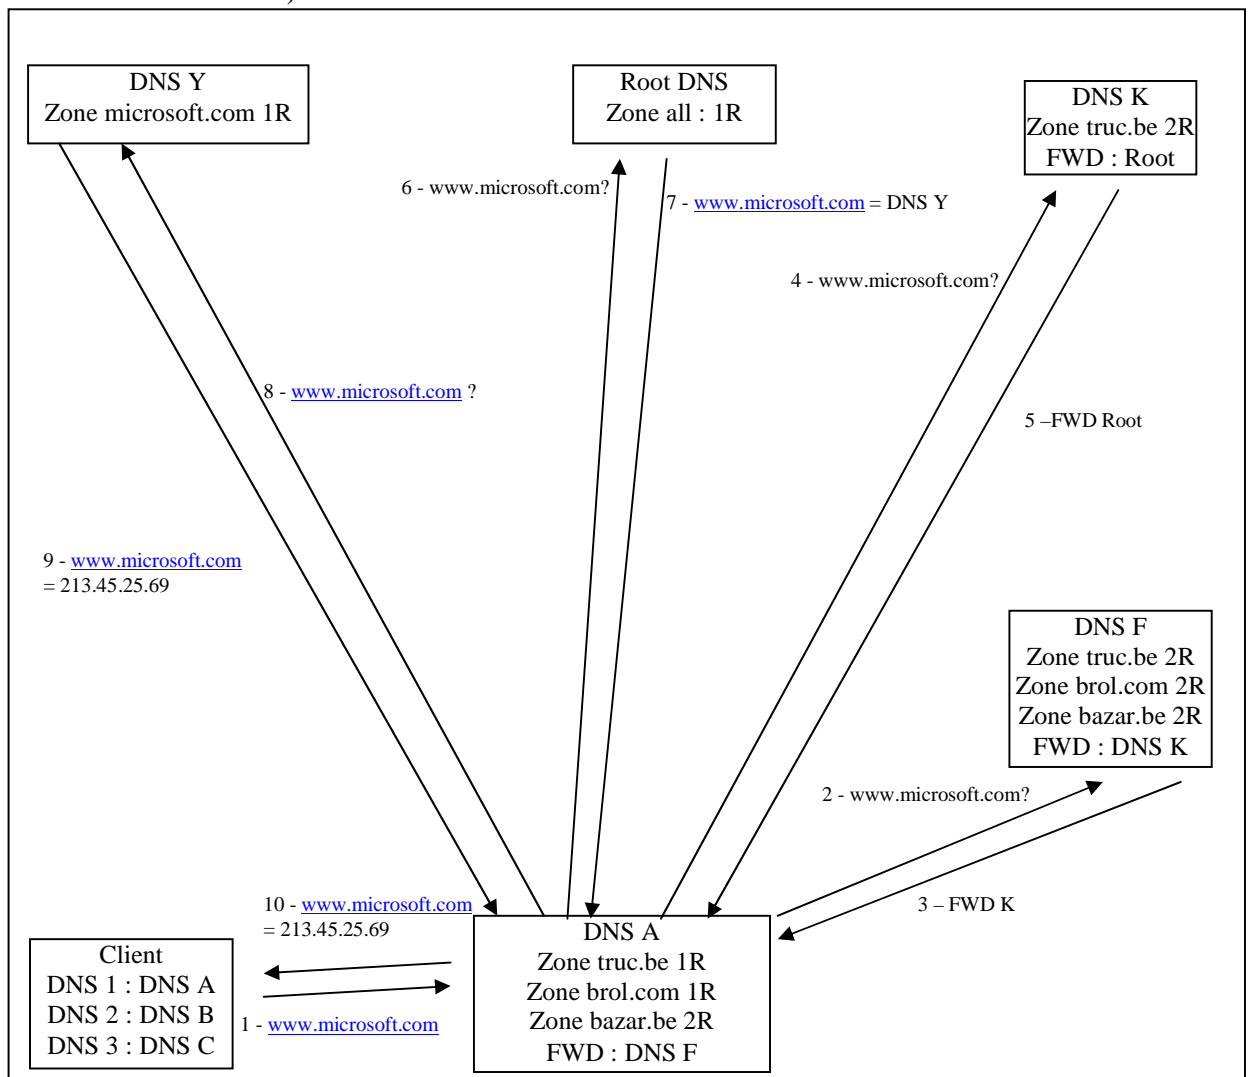 )
DNS Y
Zone microsoft.com 1R
Root DNS
Zone all : 1R
DNS K
Zone truc.be 2R
FWD : Root
6 - www.microsoft.com?
7 - www.microsoft.com = DNS Y
4 - www.microsoft.com?
8 - www.microsoft.com ?
5 –FWD Root
9 - www.microsoft.com
= 213.45.25.69
DNS F
Zone truc.be 2R
Zone brol.com 2R
Zone bazar.be 2R
FWD : DNS K
2 - www.microsoft.com?
3 – FWD K
10 - www.microsoft.com
= 213.45.25.69
Client
DNS 1 : DNS A
DNS 2 : DNS B
DNS 3 : DNS C
1 - www.microsoft.com
DNS A
Zone truc.be 1R
Zone brol.com 1R
Zone bazar.be 2R
FWD : DNS F